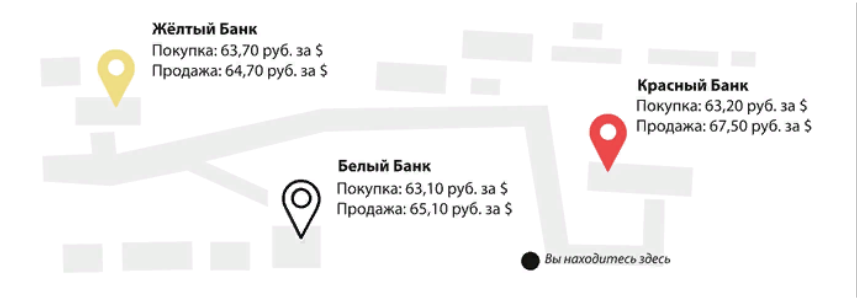 Жёлтый Банк
Покупка: 63,70 руб. за $
Продажа: 64,70 руб. за $
Красный Банк
Покупка: 63,20 руб. за $
Продажа: 67,50 руб. за $
Белый Банк
Покупка: 63,10 руб. за $
Продажа: 65,10 руб. за $
Вы находитесь здесь